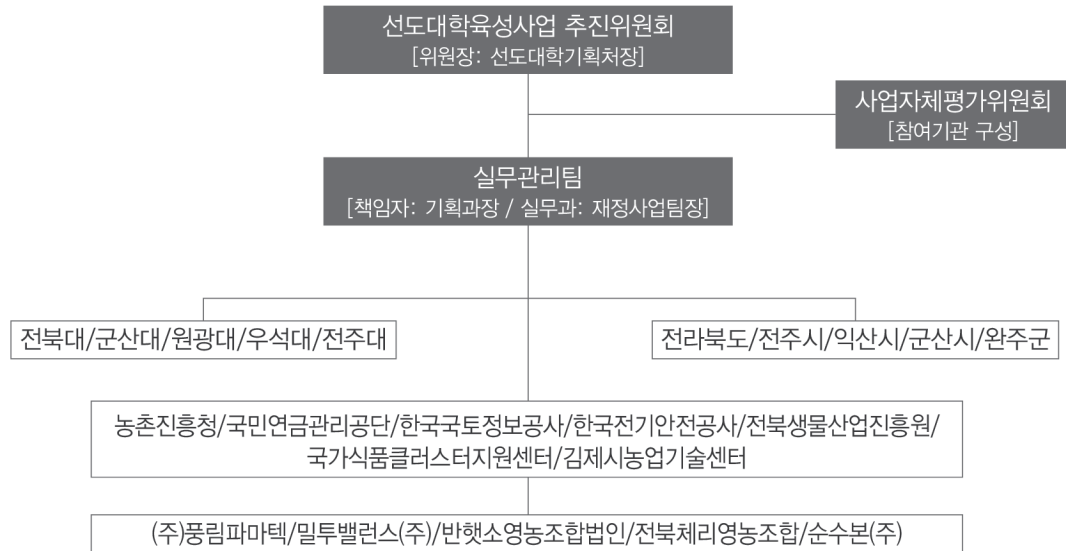 선도대학육성사업 추진위원회
[위원장: 선도대학기획처장]
사업자체평가위원회
[참여기관 구성]
실무관리팀
[책임자: 기획과장 / 실무과: 재정사업팀장]
전북대/군산대/원광대/우석대/전주대
전라북도/전주시/익산시/군산시/완주군
농촌진흥청/국민연금관리공단/한국국토정보공사/한국전기안전공사/전북생물산업진흥원/
국가식품클러스터지원센터/김제시농업기술센터
(주)풍림파마텍/밀투밸런스(주)/반햇소영농조합법인/전북체리영농조합/순수본(주)